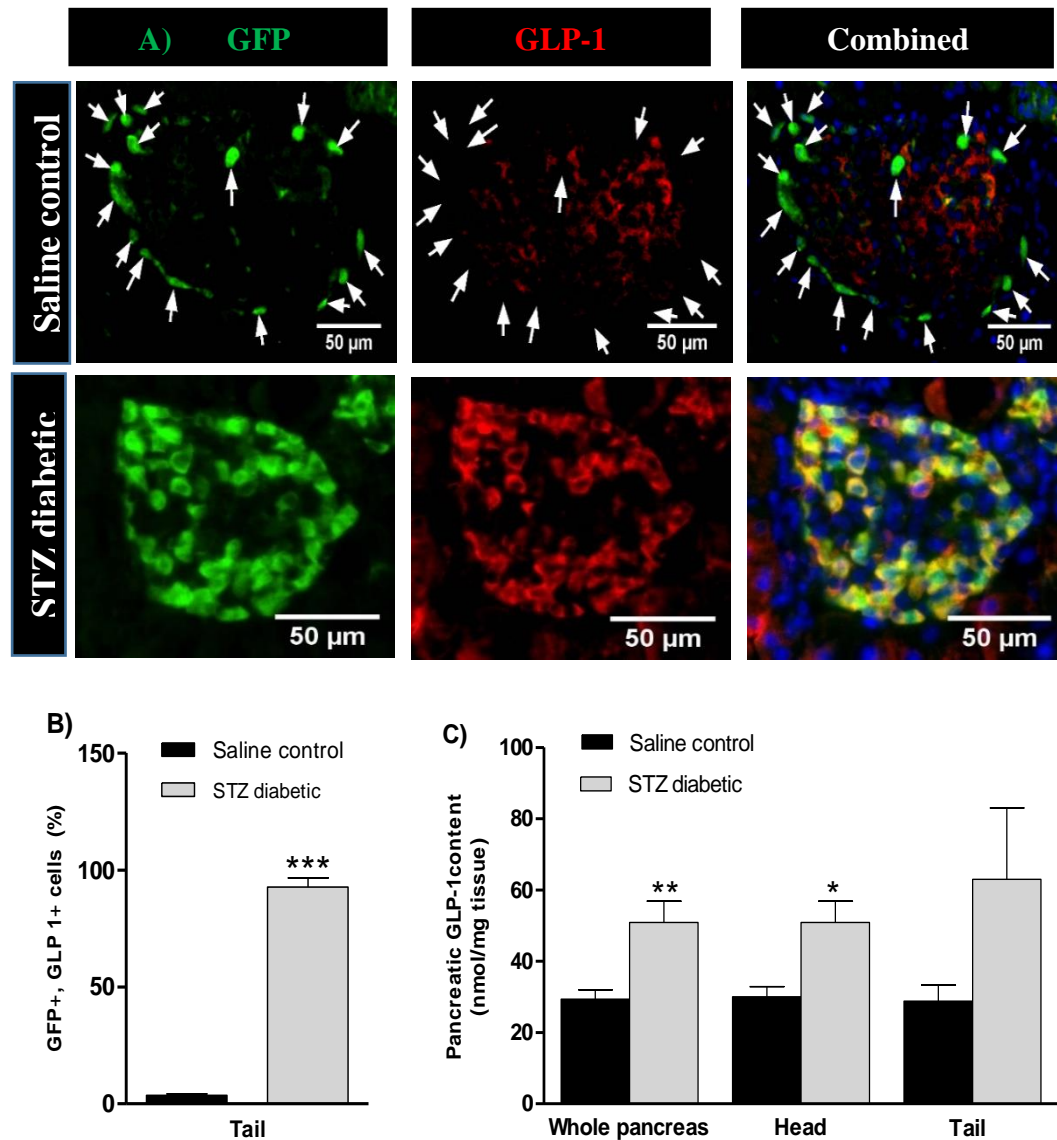 A) GFP
GLP-1
Combined
Saline control
50 µm
50 µm
50 µm
STZ diabetic
50 µm
50 µm
50 µm
B)
150
100
50
0
GFP+, GLP 1+ cells (%)
Saline control
STZ diabetic
***
Tail
C)
100
80
60
40
20
0
Pancreatic GLP-1content
(nmol/mg tissue)
Saline control
STZ diabetic
**
*
Whole pancreas
Head
Tail